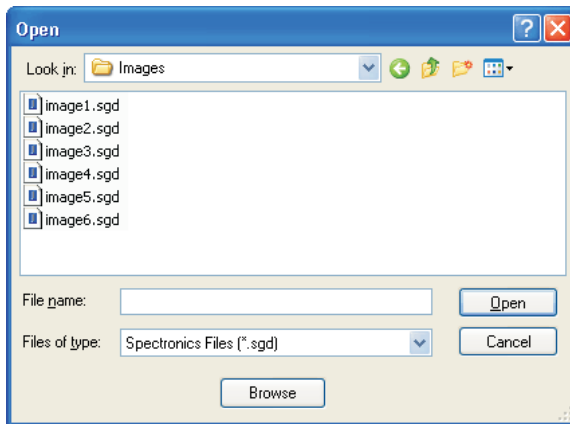 Open
Look in: Images
image1.sgd
image2.sgd
image3.sgd
image4.sgd
image5.sgd
image6.sgd
File name: Open
Files of type: Spectronics Files (*.sgd) Cancel
Browse